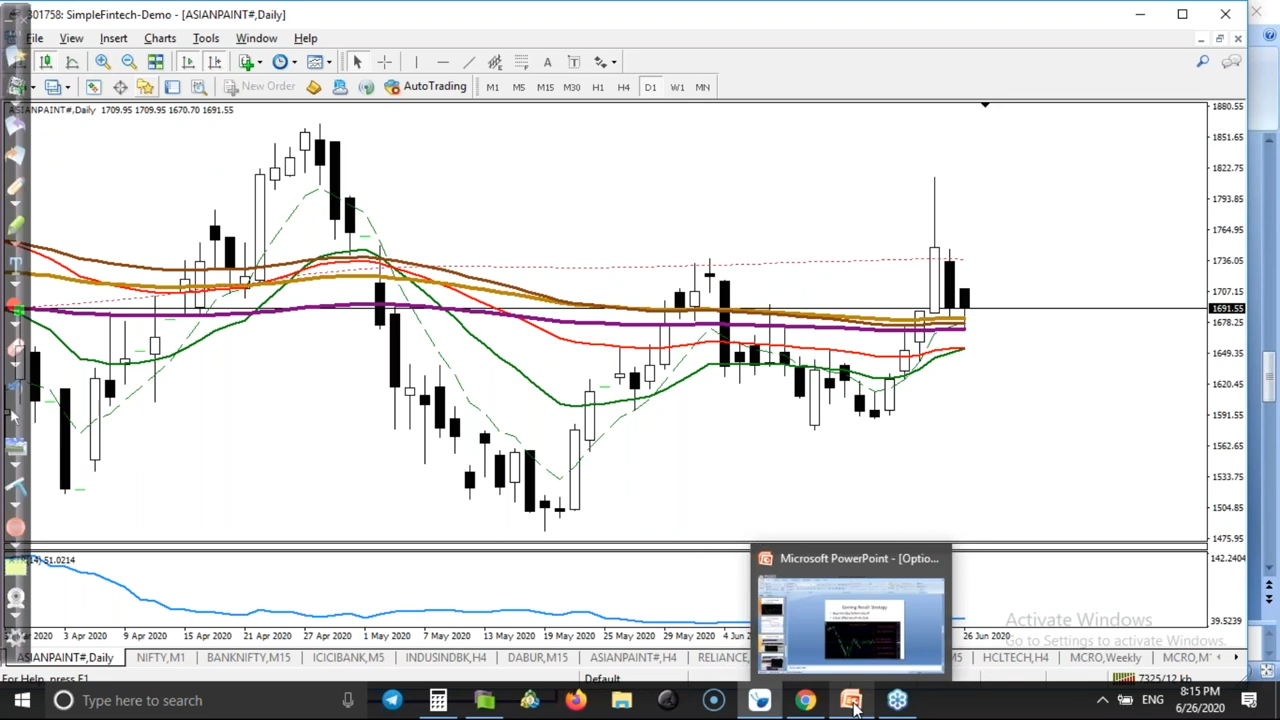 301758: SimpleFintech-Demo - [ASIANPAINT#,Daily]
File View Insert Charts Tools Window Help
New Order AutoTrading M1 M5 M15 M30 H1 H4 D1 W1 MN
ASIANPAINT#,Daily 1709.95 1709.95 1670.70 1691.55
1880.55
1851.65
1822.75
1793.85
1764.95
1736.05
1707.15
1691.55
1678.25
1649.35
1620.45
1591.55
1562.65
1533.75
1504.85
1475.95
Microsoft PowerPoint - [Optio...
Earning Result Strategy
(14) 51.0214
142.2404
39.5239
Activate Windows
Go to Settings to activate Windows.
2020 3 Apr 2020 9 Apr 2020 15 Apr 2020 21 Apr 2020 27 Apr 2020 1 May 2020 7 May 2020 13 May 2020 19 May 2020 25 May 2020 29 May 2020 4 Jun 26 Jun 2020
ASIANPAINT#,Daily NIFTY,M1 BANKNIFTY,M15 ICICIBANK,M5 INDUSINDBK,H4 DABUR,M15 ASIANPAINT#,H4 RELIANCE, M5 HCLTECH,H4 MCRO,Weekly MCRO,M
For Help, press F1 Default 7325/12 kb
Type here to search
ENG
8:15 PM
6/26/2020